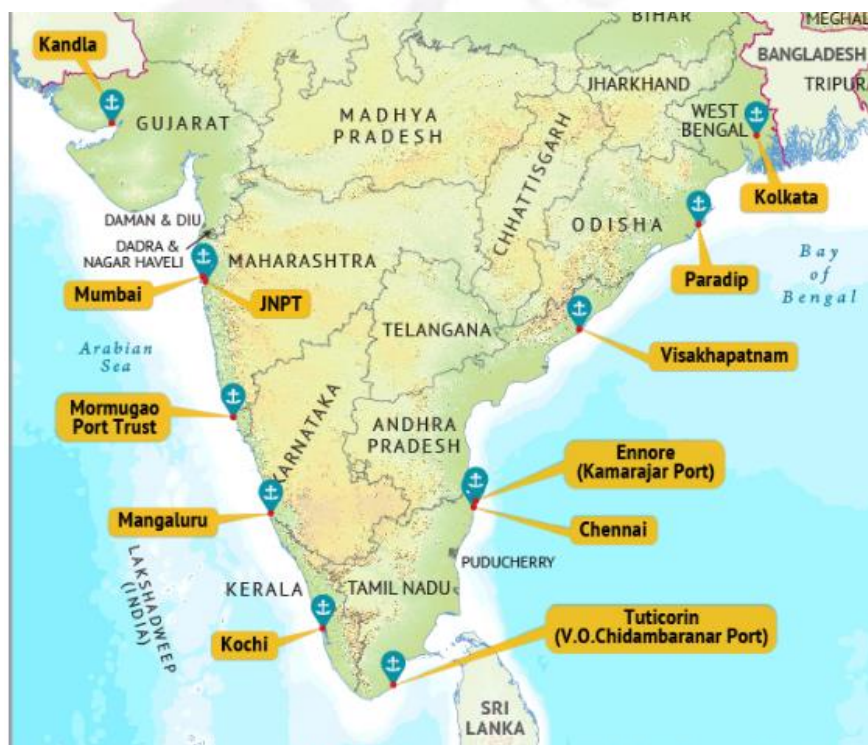 BIHAR
MEGHAL
Kandla
BANGLADESH
JHARKHAND
TRIPURA
GUJARAT
MADHYA
PRADESH
WEST
BENGAL
CHHATTISGARH
Kolkata
DAMAN & DIU
DADRA &
NAGAR HAVELI
ODISHA
MAHARASHTRA
Paradip
Bay
of
Bengal
Mumbai
JNPT
TELANGANA
Arabian
Sea
Visakhapatnam
Mormugao
Port Trust
KARNATAKA
ANDHRA
PRADESH
Ennore
(Kamarajar Port)
Mangaluru
Chennai
LAKSHADWEEP
(INDIA)
PUDUCHERRY
KERALA
TAMIL NADU
Kochi
Tuticorin
(V.O.Chidambaranar Port)
SRI
LANKA